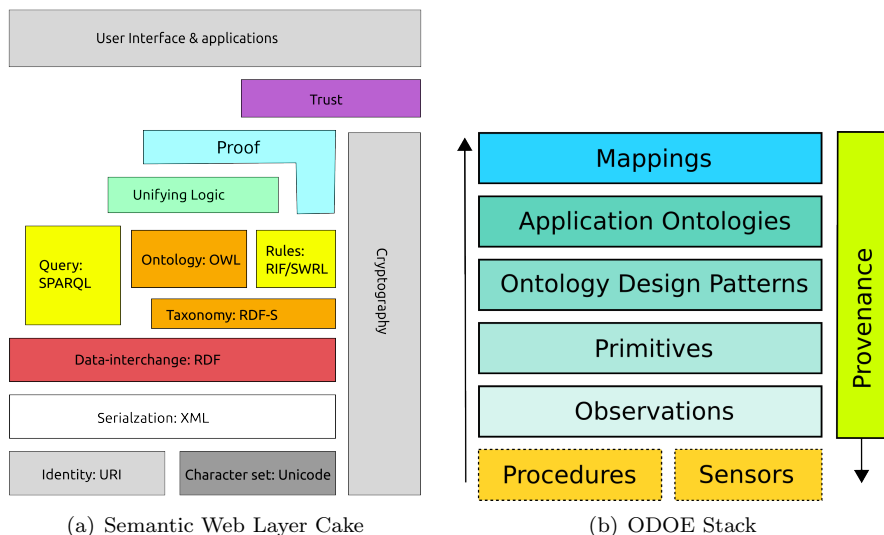 User Interface & applications
Trust
Proof
Unifying Logic
Query:
SPARQL
Ontology: OWL
Rules:
RIF/SWRL
Taxonomy: RDF-S
Data-interchange: RDF
Serialzation: XML
Identity: URI
Character set: Unicode
Cryptography
(a) Semantic Web Layer Cake
Mappings
Application Ontologies
Ontology Design Patterns
Primitives
Observations
Procedures
Sensors
Provenance
(b) ODOE Stack